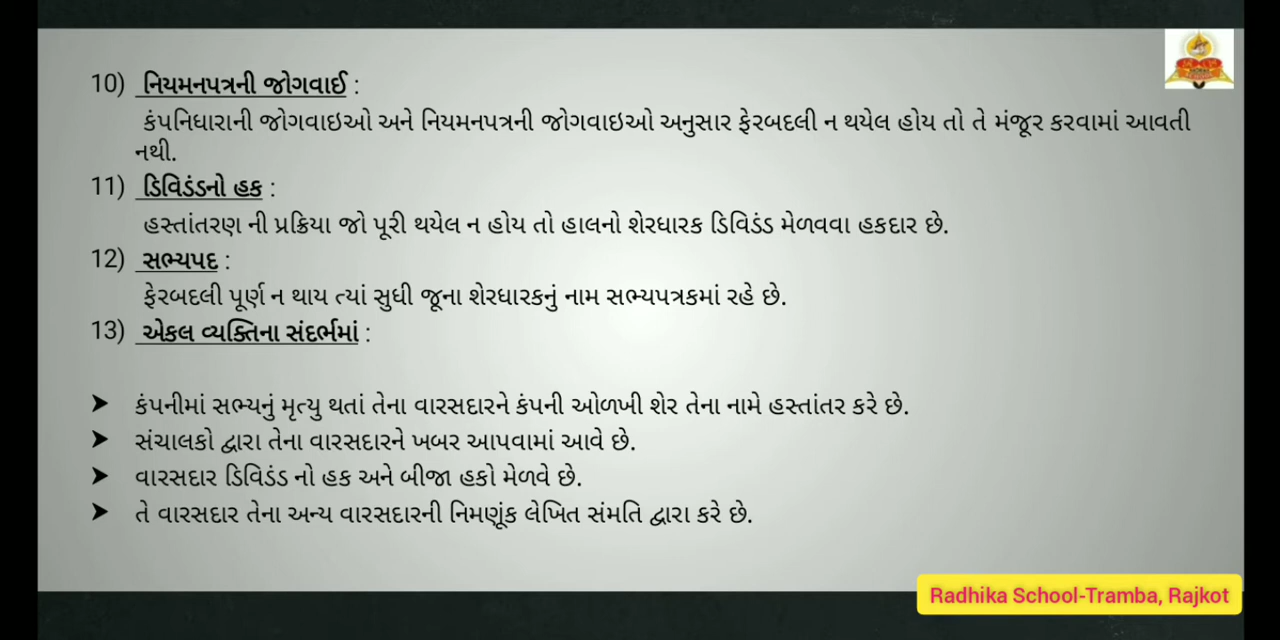 10) નિયમનપત્રની જોગવાઈ :
કંપનિધારાની જોગવાઇઓ અને નિયમનપત્રની જોગવાઇઓ અનુસાર ફેરબદલી ન થયેલ હોય તો તે મંજૂર કરવામાં આવતી
નથી.
11) ડિવિડંડનો હક :
હસ્તાંતરણ ની પ્રક્રિયા જો પૂરી થયેલ ન હોય તો હાલનો શેરધારક ડિવિડંડ મેળવવા હકદાર છે.
12) સભ્યપદ :
ફેરબદલી પૂર્ણ ન થાય ત્યાં સુધી જૂના શેરધારકનું નામ સભ્યપત્રકમાં રહે છે.
13) એકલ વ્યક્તિના સંદર્ભમાં :
➤ કંપનીમાં સભ્યનું મૃત્યુ થતાં તેના વારસદારને કંપની ઓળખી શેર તેના નામે હસ્તાંતર કરે છે.
➤ સંચાલકો દ્વારા તેના વારસદારને ખબર આપવામાં આવે છે.
➤ વારસદાર ડિવિડંડ નો હક અને બીજા હકો મેળવે છે.
➤ તે વારસદાર તેના અન્ય વારસદારની નિમણૂંક લેખિત સંમતિ દ્વારા કરે છે.
Radhika School-Tramba, Rajkot